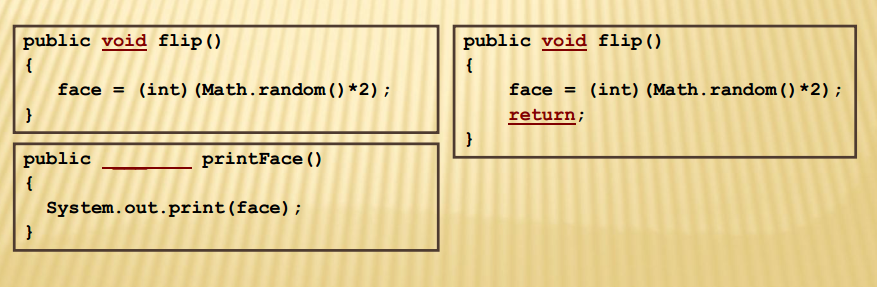 public void flip()
{
face = (int)(Math.random()*2);
}
public _______ printFace()
{
System.out.print(face);
}
public void flip()
{
face = (int)(Math.random()*2);
return;
}